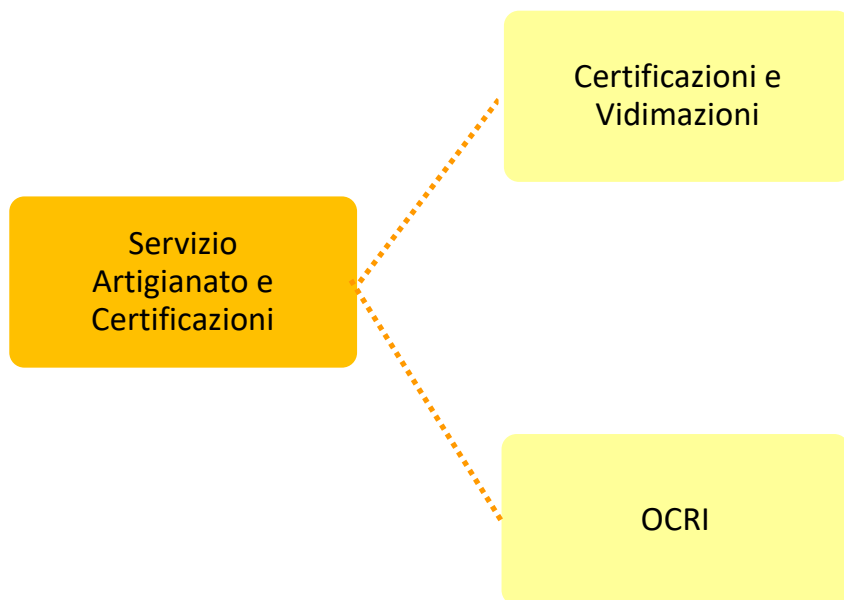 Certificazioni e
Vidimazioni
Servizio
Artigianato e
Certificazioni
OCRI